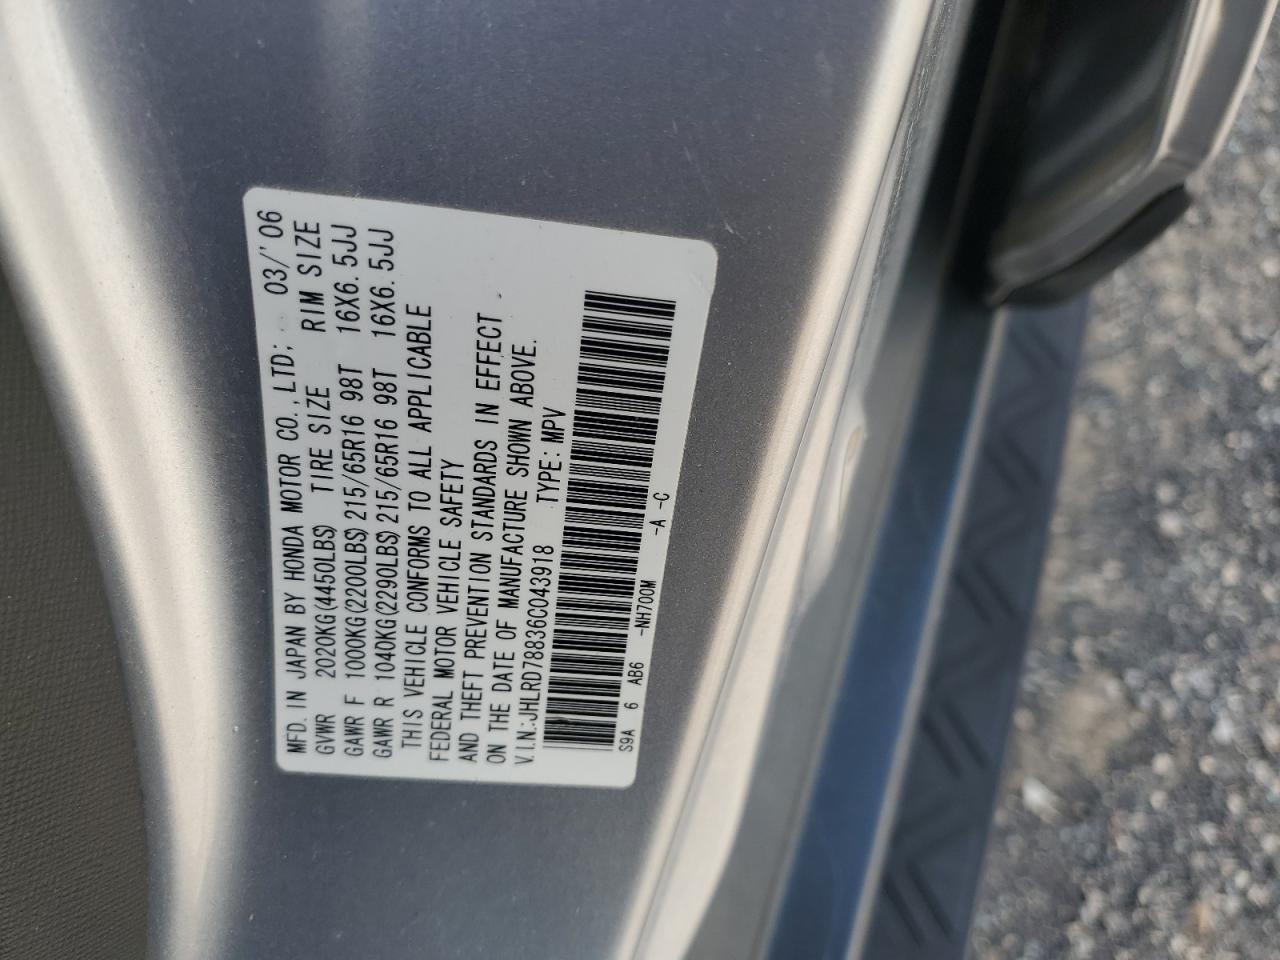 MFD. IN JAPAN BY HONDA MOTOR CO., LTD: 03/'06
GVWR 2020KG(4450LBS) TIRE SIZE RIM SIZE
GAWR F 1000KG(2200LBS) 215/65R16 98T 16X6.5JJ
GAWR R 1040KG(2290LBS) 215/65R16 98T 16X6.5JJ
THIS VEHICLE CONFORMS TO ALL APPLICABLE
FEDERAL MOTOR VEHICLE SAFETY
AND THEFT PREVENTION STANDARDS IN EFFECT
ON THE DATE OF MANUFACTURE SHOWN ABOVE.
V.I.N.:JHLRD78836C043918 TYPE: MPV
S9A 6 AB6 -NH700M -A -C